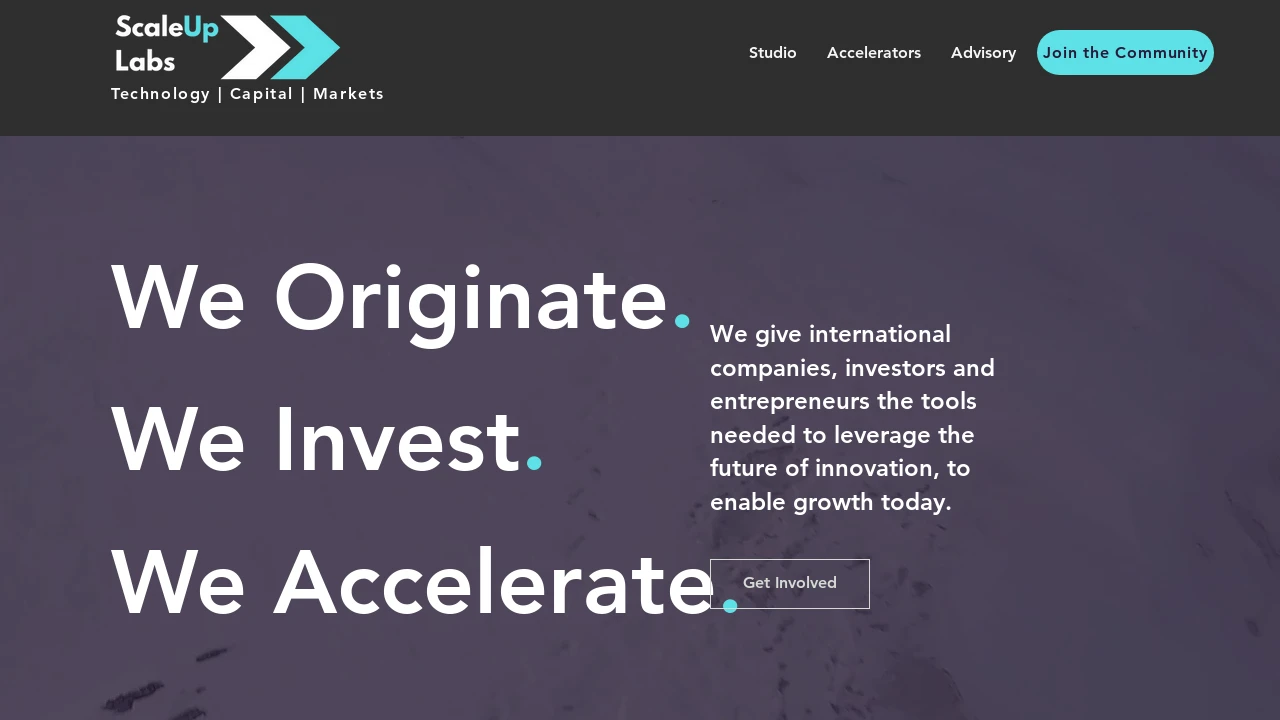 ScaleUp
Labs
Technology | Capital | Markets
Studio
Accelerators
Advisory
Join the Community
We Originate.
We Invest.
We Accelerate.
We give international
companies, investors and
entrepreneurs the tools
needed to leverage the
future of innovation, to
enable growth today.
Get Involved